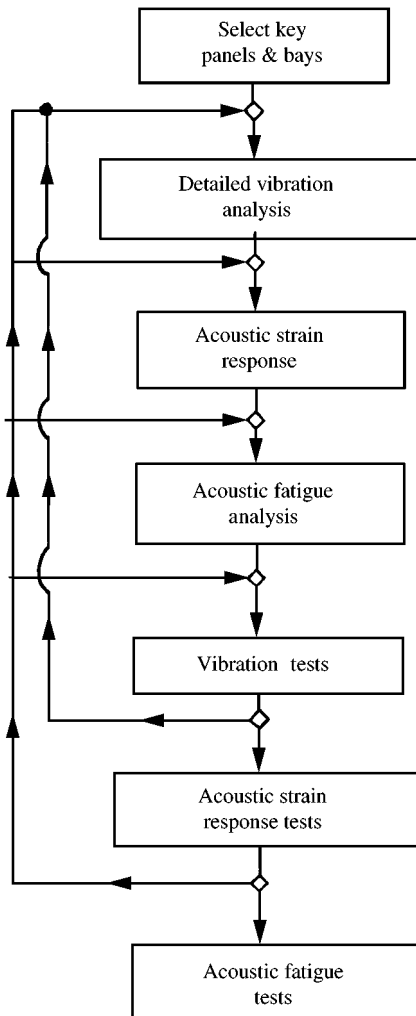 Select key
panels & bays
Detailed vibration
analysis
Acoustic strain
response
Acoustic fatigue
analysis
Vibration tests
Acoustic strain
response tests
Acoustic fatigue
tests